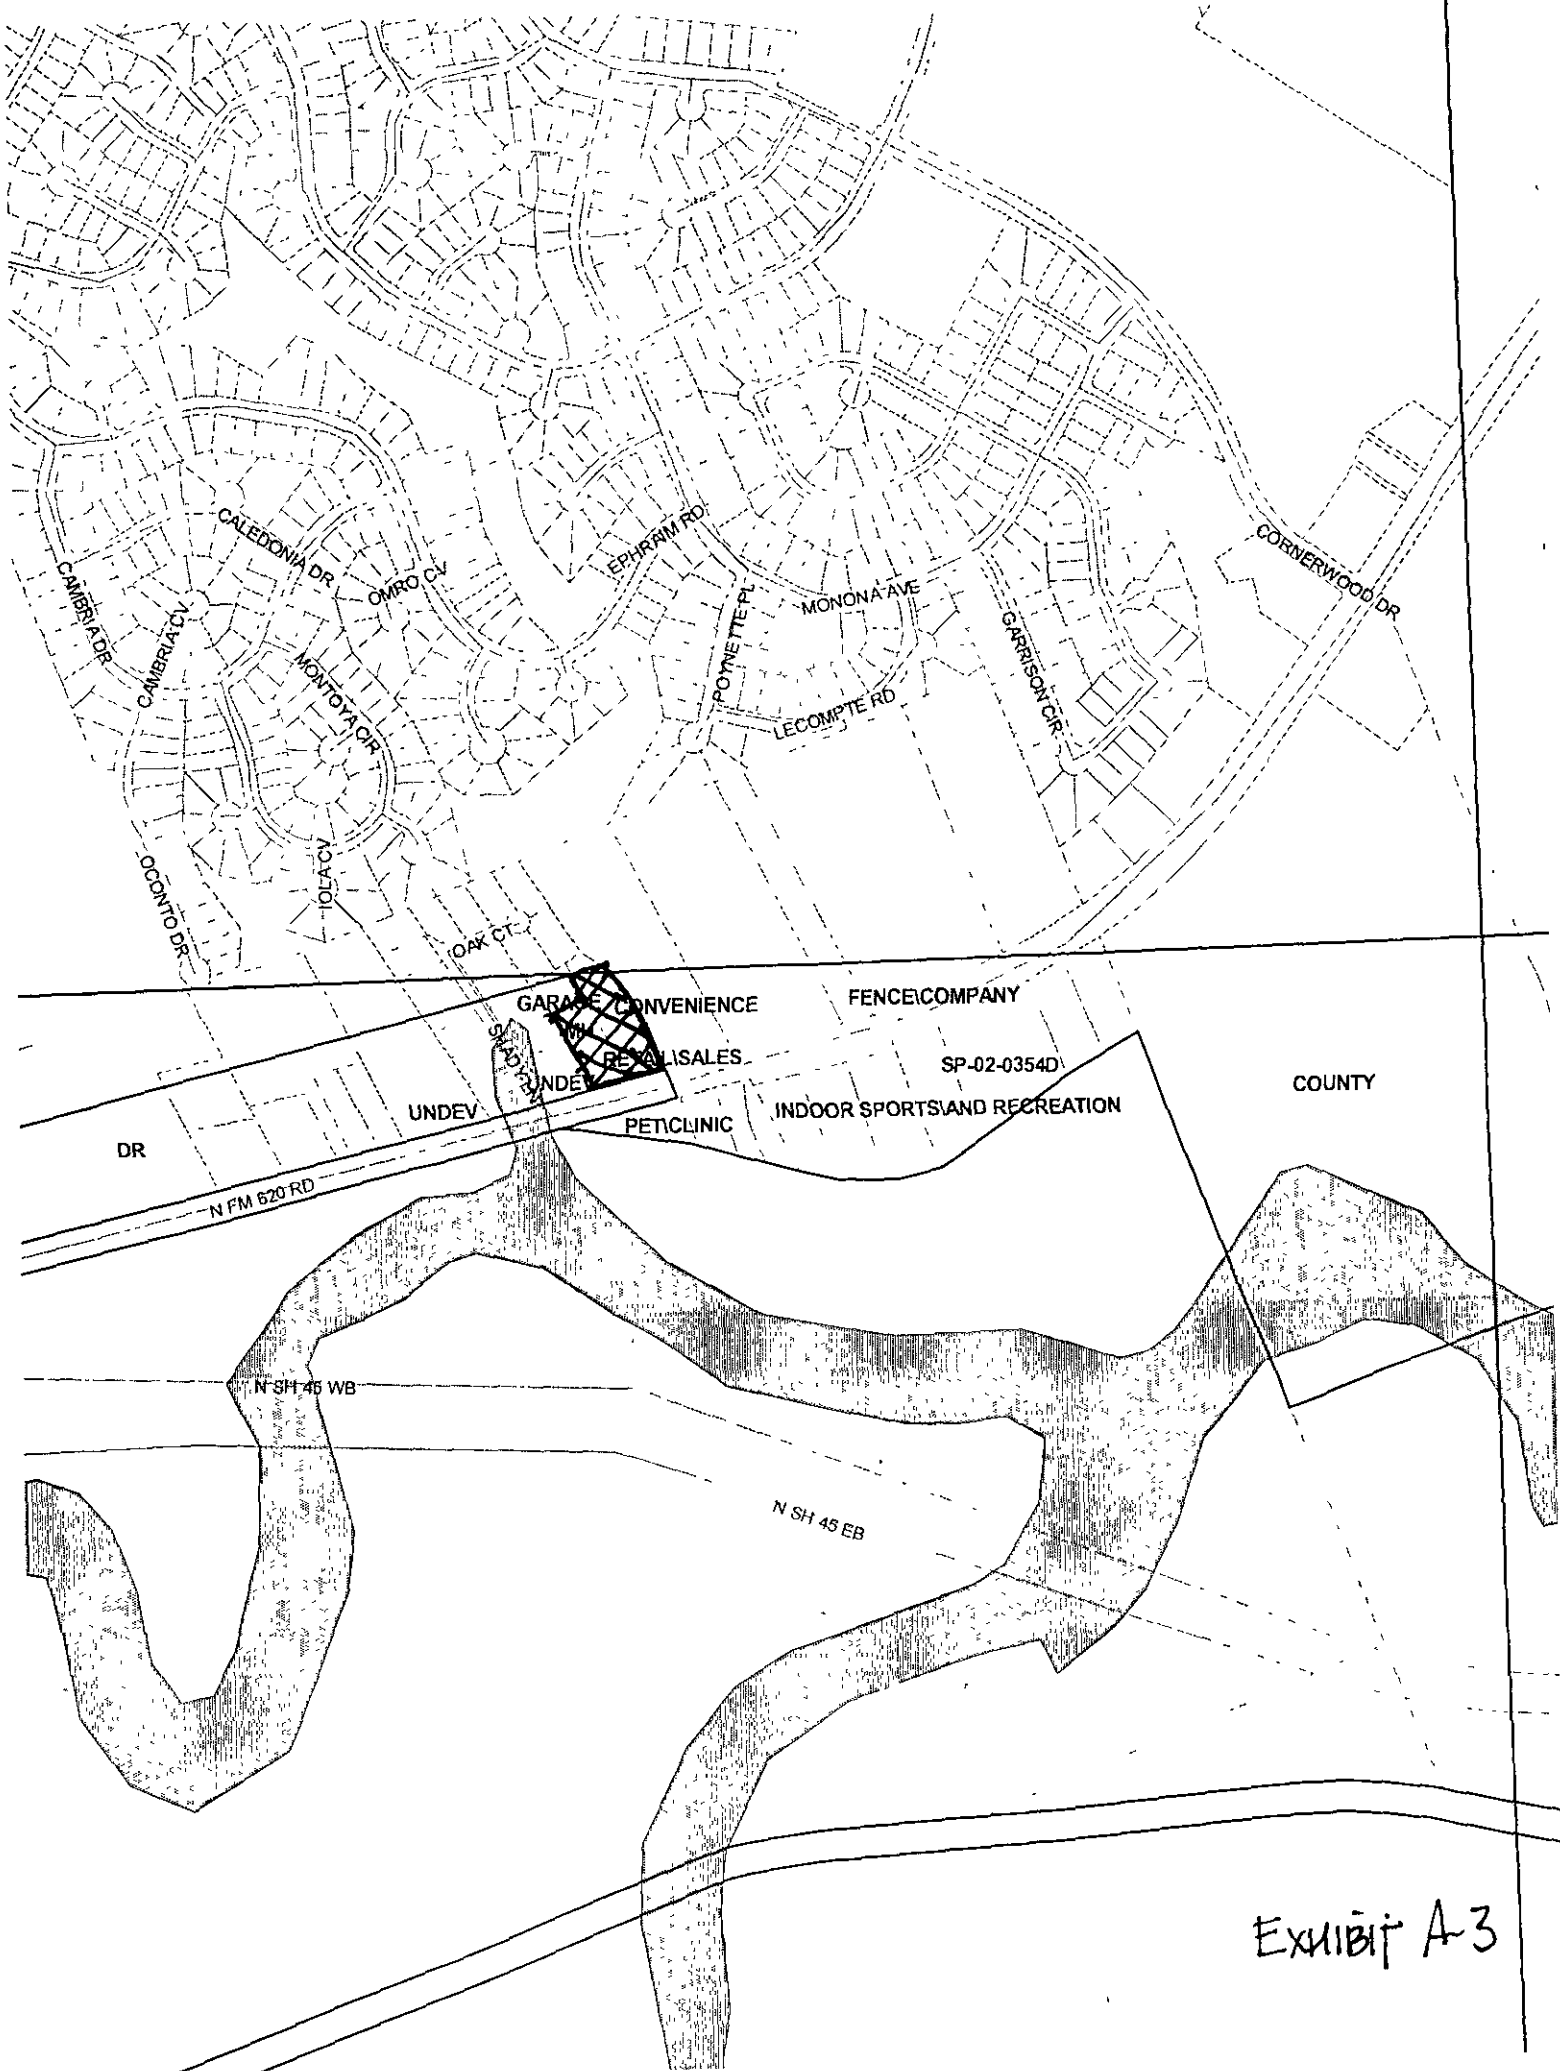 CORNERWOOD DR
CALEDONIA DR
EPHRAIM RD
OMRO CV
CAMBRIA DR
CAMBRIA CV
MONONA AVE
POYNETTE PL
GARRISON CIR
MONTOYA CIR
LECOMPTE RD
IOLA CV
OCONTO DR
OAK CT
GARAGE
CONVENIENCE
FENCE\COMPANY
MH
SHADY LN
RETAIL\SALES
SP-02-0354D
UNDEV
COUNTY
UNDEV
INDOOR SPORTS\AND RECREATION
PET\CLINIC
DR
N FM 620 RD
N SH 45 WB
N SH 45 EB
EXHIBIT A-3